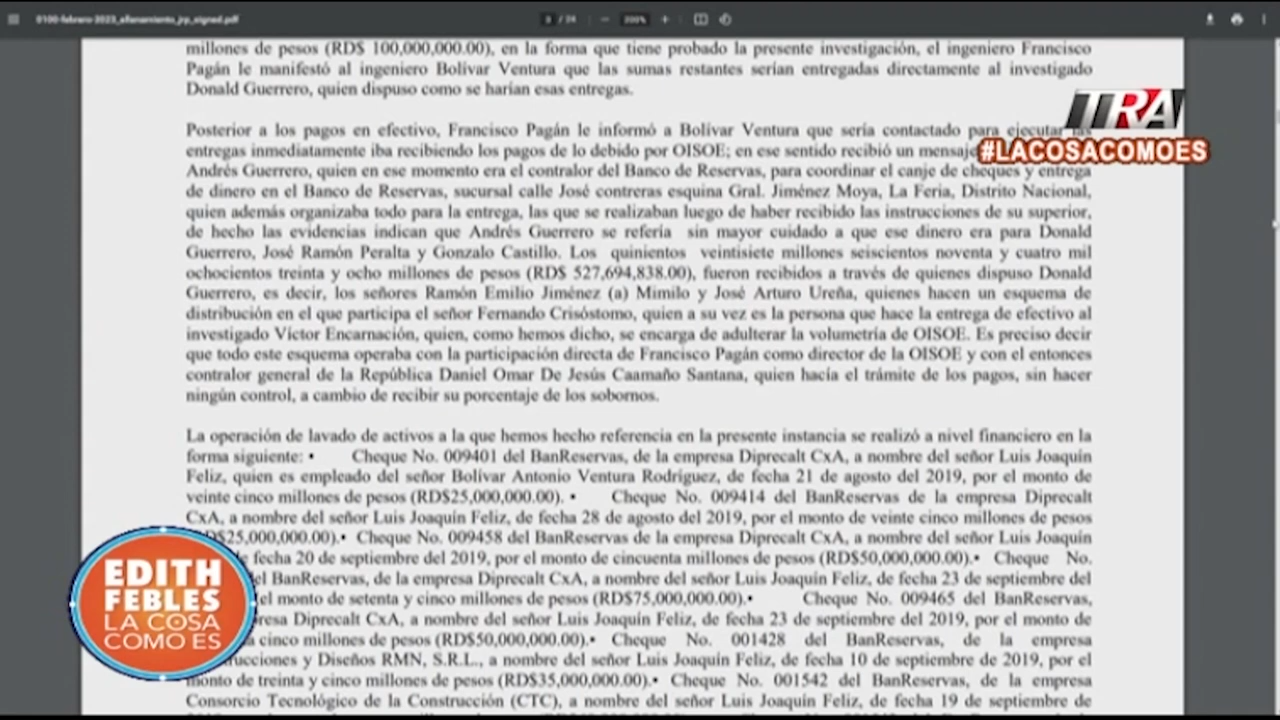 0100-febrero-2023_allanamiento_jrp_signed.pdf
3 / 24
200%
millones de pesos (RD$ 100,000,000.00), en la forma que tiene probado la presente investigación, el ingeniero Francisco
Pagán le manifestó al ingeniero Bolívar Ventura que las sumas restantes serían entregadas directamente al investigado
Donald Guerrero, quien dispuso como se harían esas entregas.
Posterior a los pagos en efectivo, Francisco Pagán le informó a Bolívar Ventura que sería contactado para ejecutar las
entregas inmediatamente iba recibiendo los pagos de lo debido por OISOE; en ese sentido recibió un mensaje
Andrés Guerrero, quien en ese momento era el contralor del Banco de Reservas, para coordinar el canje de cheques y entrega
de dinero en el Banco de Reservas, sucursal calle José contreras esquina Gral. Jiménez Moya, La Feria, Distrito Nacional,
quien además organizaba todo para la entrega, las que se realizaban luego de haber recibido las instrucciones de su superior,
de hecho las evidencias indican que Andrés Guerrero se refería sin mayor cuidado a que ese dinero era para Donald
Guerrero, José Ramón Peralta y Gonzalo Castillo. Los quinientos veintisiete millones seiscientos noventa y cuatro mil
ochocientos treinta y ocho millones de pesos (RD$ 527,694,838.00), fueron recibidos a través de quienes dispuso Donald
Guerrero, es decir, los señores Ramón Emilio Jiménez (a) Mimilo y José Arturo Ureña, quienes hacen un esquema de
distribución en el que participa el señor Fernando Crisóstomo, quien a su vez es la persona que hace la entrega de efectivo al
investigado Víctor Encarnación, quien, como hemos dicho, se encarga de adulterar la volumetría de OISOE. Es preciso decir
que todo este esquema operaba con la participación directa de Francisco Pagán como director de la OISOE y con el entonces
contralor general de la República Daniel Omar De Jesús Caamaño Santana, quien hacía el trámite de los pagos, sin hacer
ningún control, a cambio de recibir su porcentaje de los sobornos.
La operación de lavado de activos a la que hemos hecho referencia en la presente instancia se realizó a nivel financiero en la
forma siguiente: • Cheque No. 009401 del BanReservas, de la empresa Diprecalt CxA, a nombre del señor Luis Joaquín
Feliz, quien es empleado del señor Bolívar Antonio Ventura Rodríguez, de fecha 21 de agosto del 2019, por el monto de
veinte cinco millones de pesos (RD$25,000,000.00). • Cheque No. 009414 del BanReservas de la empresa Diprecalt
CxA, a nombre del señor Luis Joaquín Feliz, de fecha 28 de agosto del 2019, por el monto de veinte cinco millones de pesos
$25,000,000.00).• Cheque No. 009458 del BanReservas de la empresa Diprecalt CxA, a nombre del señor Luis Joaquín
fecha 20 de septiembre del 2019, por el monto de cincuenta millones de pesos (RD$50,000,000.00).• Cheque No.
el BanReservas, de la empresa Diprecalt CxA, a nombre del señor Luis Joaquín Feliz, de fecha 23 de septiembre del
el monto de setenta y cinco millones de pesos (RD$75,000,000.00).• Cheque No. 009465 del BanReservas,
resa Diprecalt CxA, a nombre del señor Luis Joaquín Feliz, de fecha 23 de septiembre del 2019, por el monto de
cinco millones de pesos (RD$50,000,000.00).• Cheque No. 001428 del BanReservas, de la empresa
rucciones y Diseños RMN, S.R.L., a nombre del señor Luis Joaquín Feliz, de fecha 10 de septiembre de 2019, por el
monto de treinta y cinco millones de pesos (RD$35,000,000.00).• Cheque No. 001542 del BanReservas, de la empresa
Consorcio Tecnológico de la Construcción (CTC), a nombre del señor Luis Joaquín Feliz, de fecha 19 de septiembre de
TRA
#LACOSACOMOES
EDITH
FEBLES
LA COSA
COMO ES